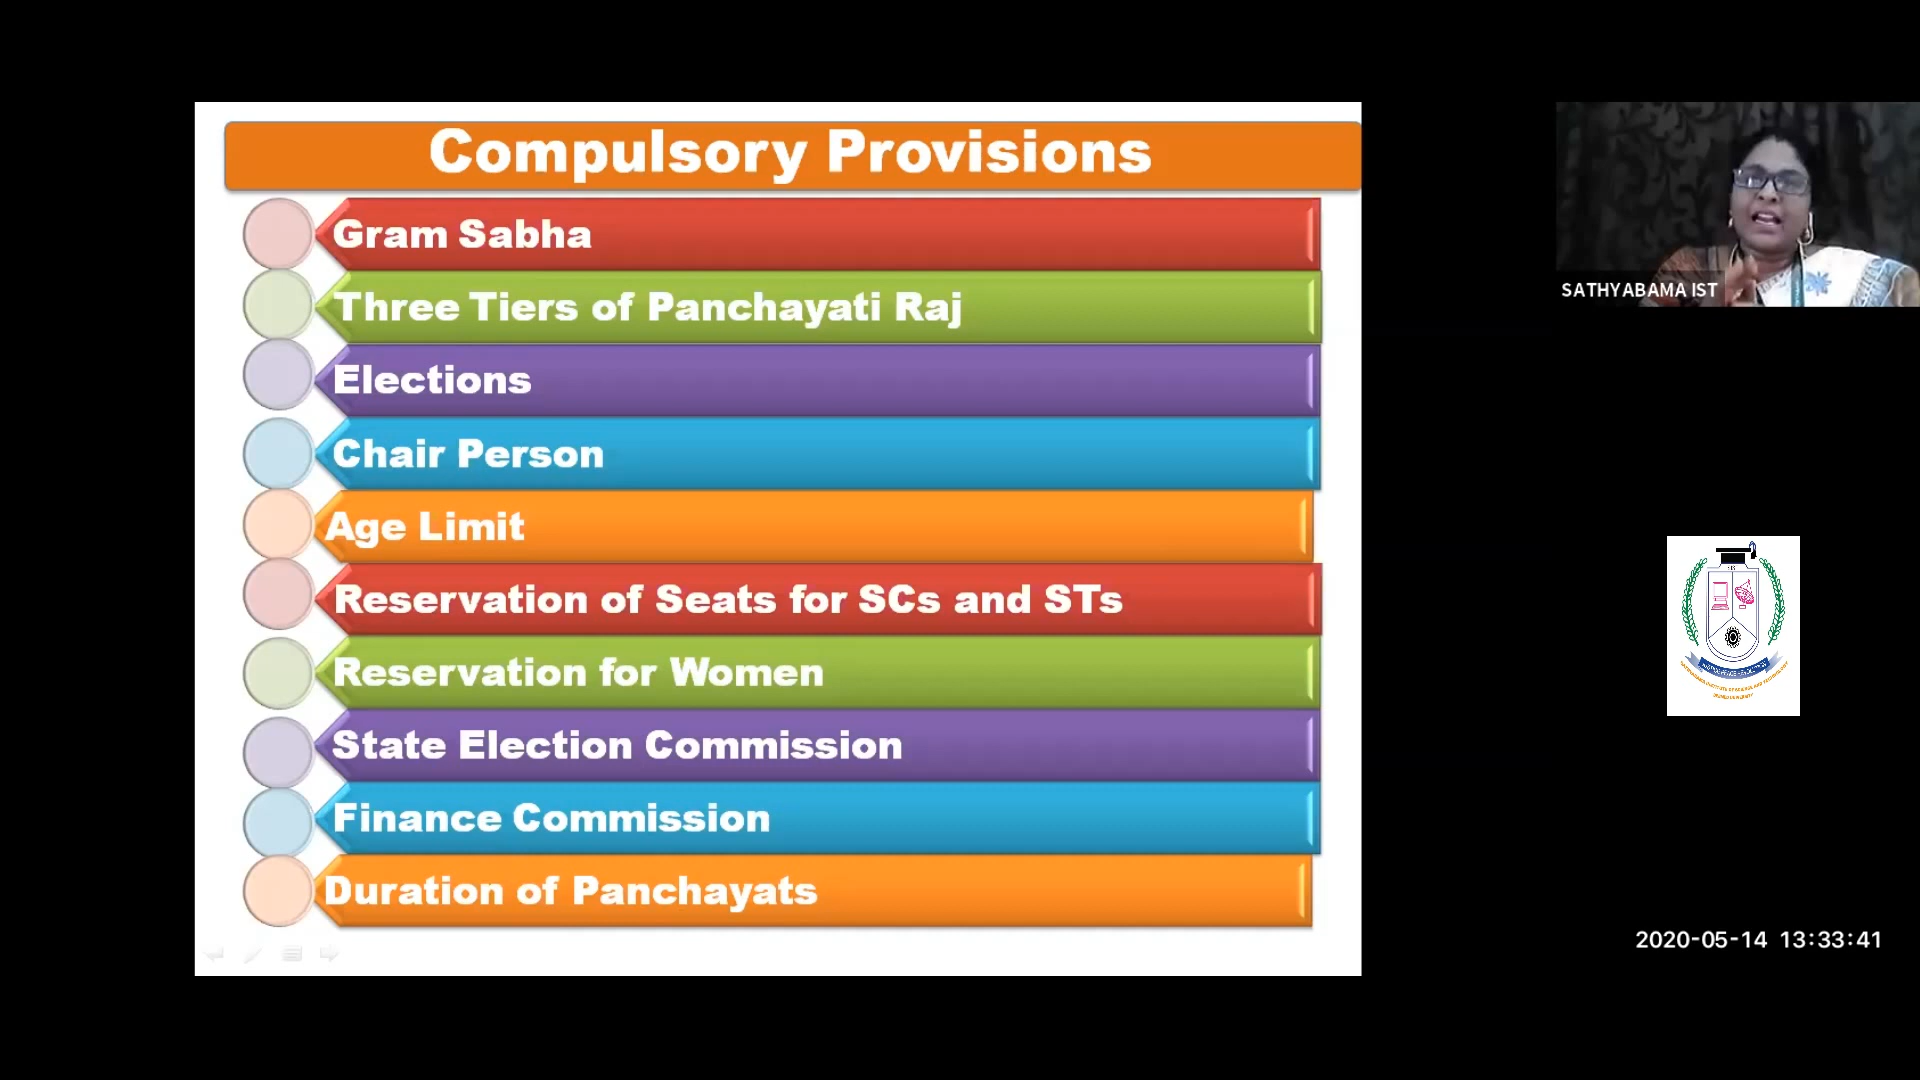 Compulsory Provisions
Gram Sabha
Three Tiers of Panchayati Raj
Elections
Chair Person
Age Limit
Reservation of Seats for SCs and STs
Reservation for Women
State Election Commission
Finance Commission
Duration of Panchayats
SATHYABAMA IST
2020-05-14 13:33:41